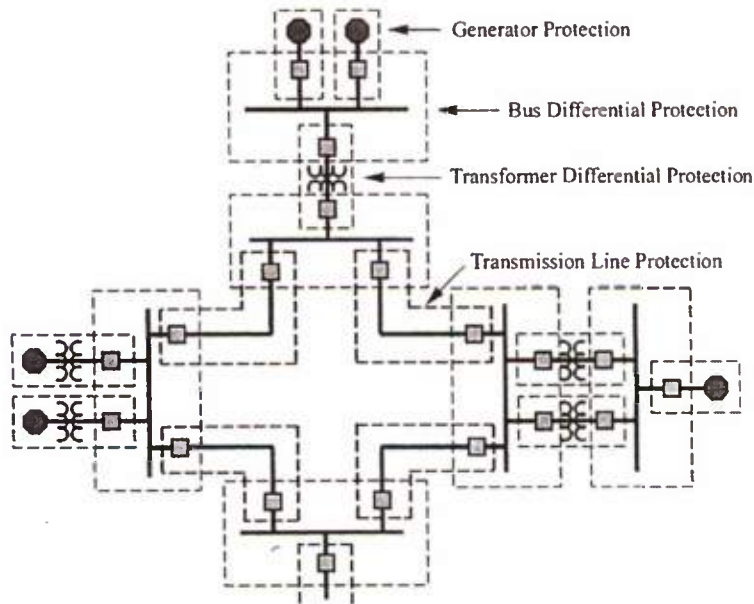 Generator Protection
Bus Differential Protection
Transformer Differential Protection
Transmission Line Protection